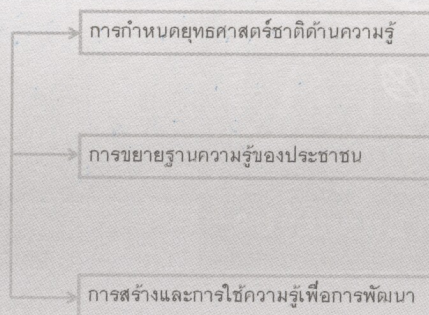 การกำหนดยุทธศาสตร์ชาติด้านความรู้
การขยายฐานความรู้ของประชาชน
การสร้างและการใช้ความรู้เพื่อการพัฒนา